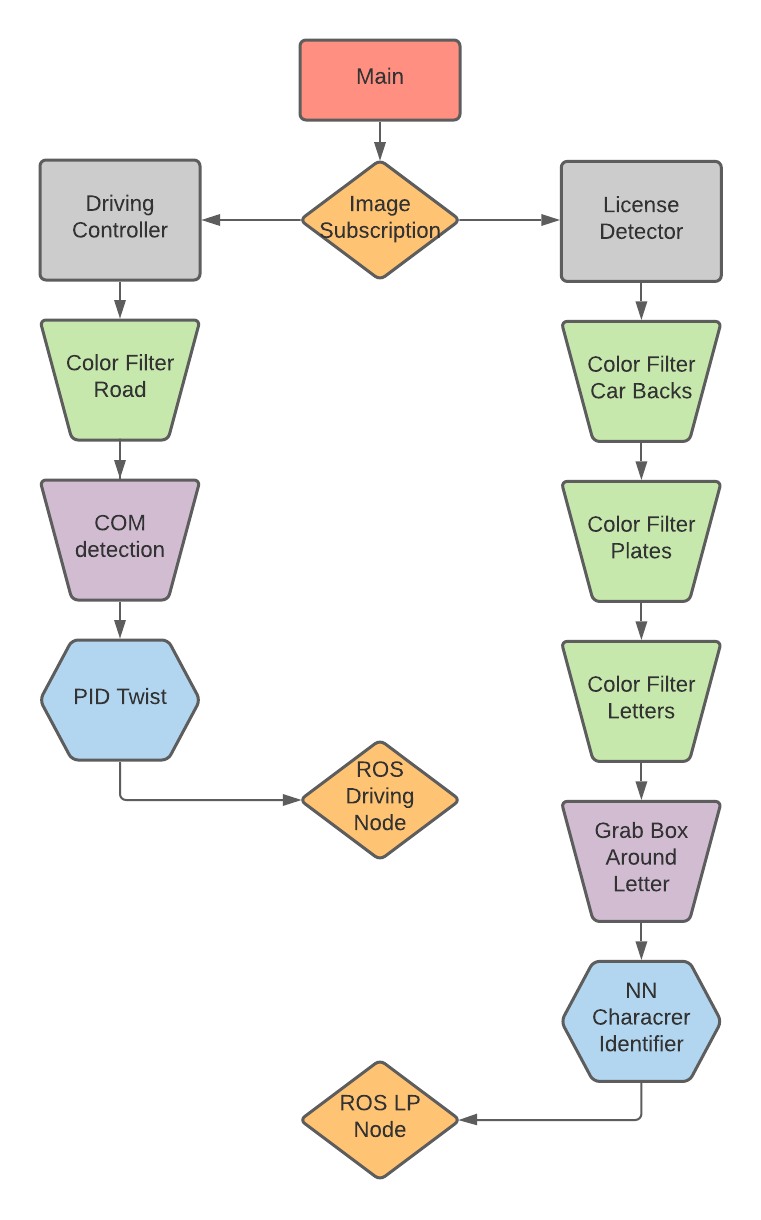 Main
Image
Subscription
Driving
Controller
Color Filter
Road
COM
detection
PID Twist
ROS
Driving
Node
License
Detector
Color Filter
Car Backs
Color Filter
Plates
Color Filter
Letters
Grab Box
Around
Letter
NN
Characrer
Identifier
ROS LP
Node